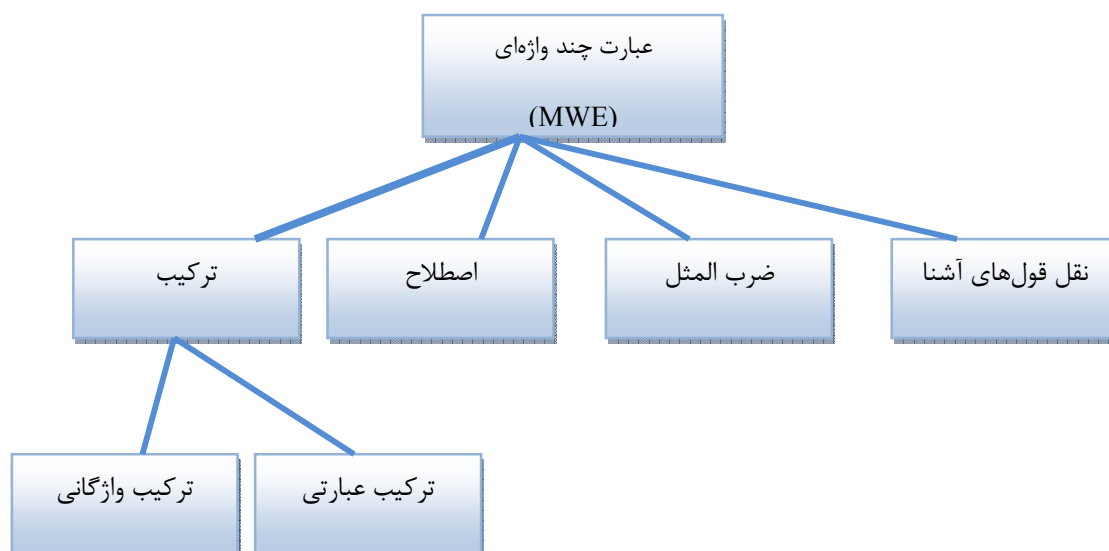 عبارت چند واژه‌ای
(MWE)
نقل قول‌های آشنا
ضرب المثل
اصطلاح
ترکیب
ترکیب عبارتی
ترکیب واژگانی